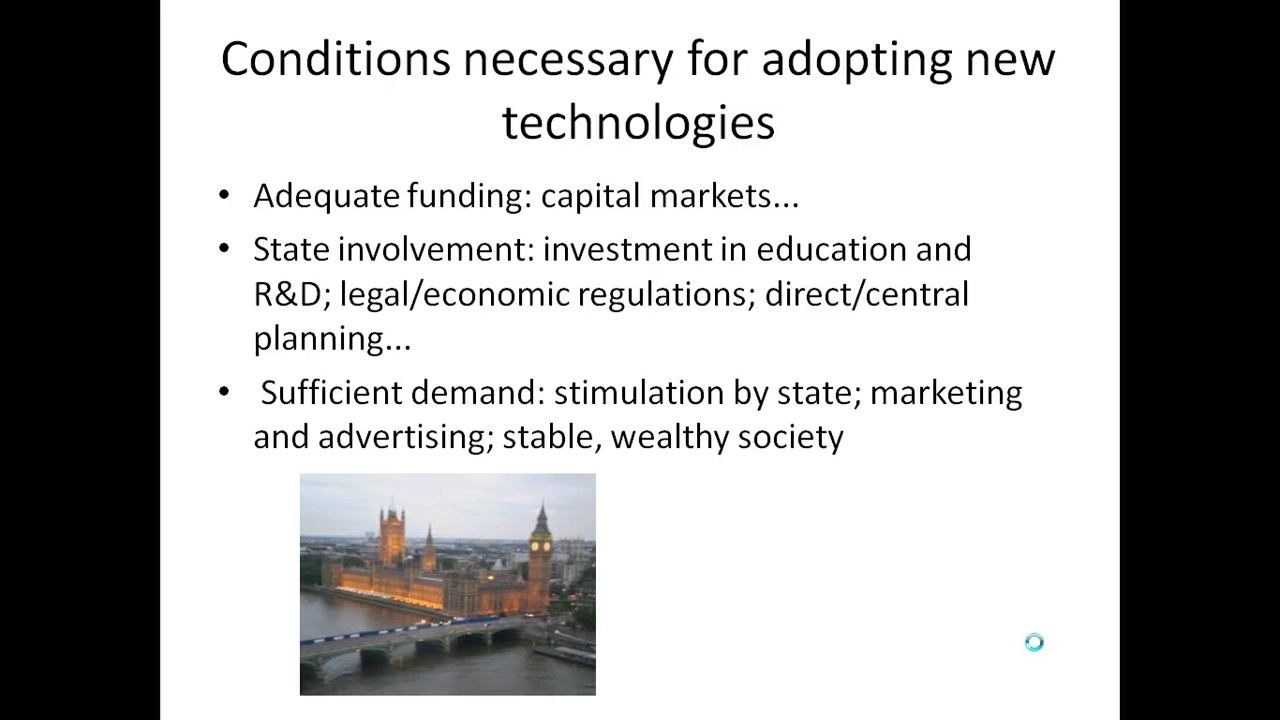 Conditions necessary for adopting new
technologies
• Adequate funding: capital markets...
• State involvement: investment in education and
R&D; legal/economic regulations; direct/central
planning...
• Sufficient demand: stimulation by state; marketing
and advertising; stable, wealthy society